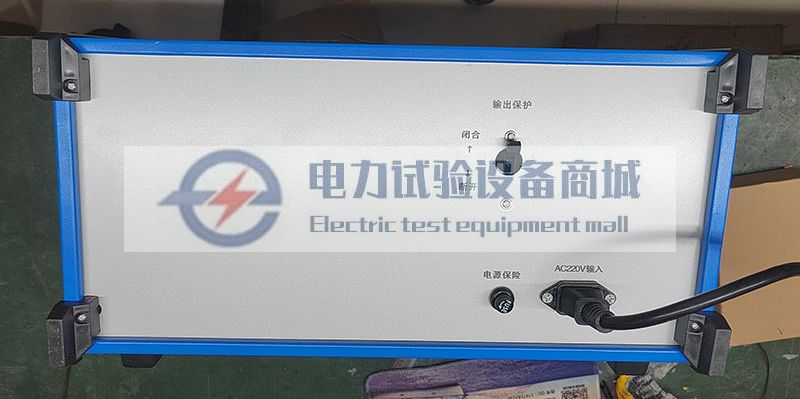 输出保护
闭合
↑
断开
电力试验设备商城
Electric test equipment mall
电源保险
AC220V输入